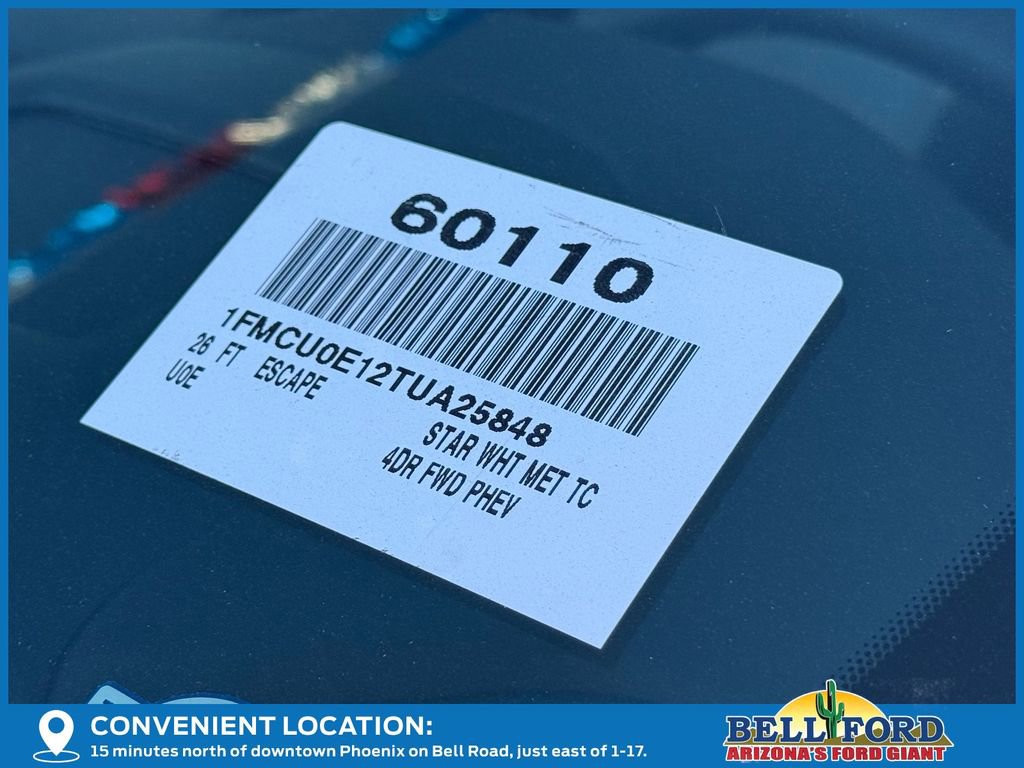 60110
1FMCU0E12TUA25848
26 FT ESCAPE
STAR WHT MET TC
U0E
4DR FWD PHEV
CONVENIENT LOCATION:
15 minutes north of downtown Phoenix on Bell Road, just east of 1-17.
BELL FORD
ARIZONA'S FORD GIANT